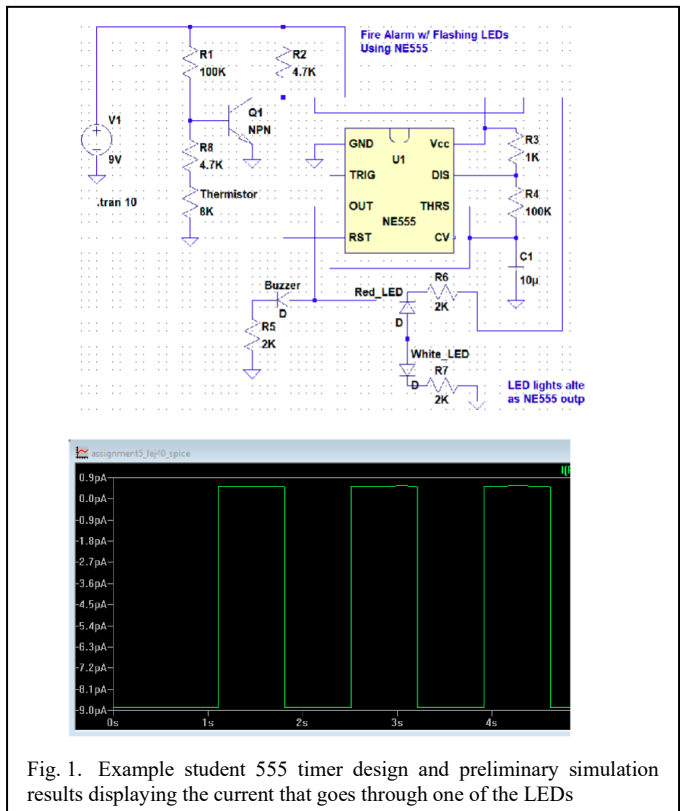 Fire Alarm w/ Flashing LEDs
Using NE555
R1
100K
R2
4.7K
Q1
NPN
V1
9V
R8
4.7K
Thermistor
8K
.tran 10
GND
Vcc
U1
TRIG
DIS
OUT
THRS
NE555
RST
CV
R3
1K
R4
100K
C1
10µ
Buzzer
D
R5
2K
Red_LED
D
R6
2K
White_LED
D
R7
2K
LED lights alte
as NE555 outp
assignment5_lej40_spice
0.9pA
0.0pA
-0.9pA
-1.8pA
-2.7pA
-3.6pA
-4.5pA
-5.4pA
-6.3pA
-7.2pA
-8.1pA
-9.0pA
0s
1s
2s
3s
4s
Fig. 1. Example student 555 timer design and preliminary simulation
results displaying the current that goes through one of the LEDs